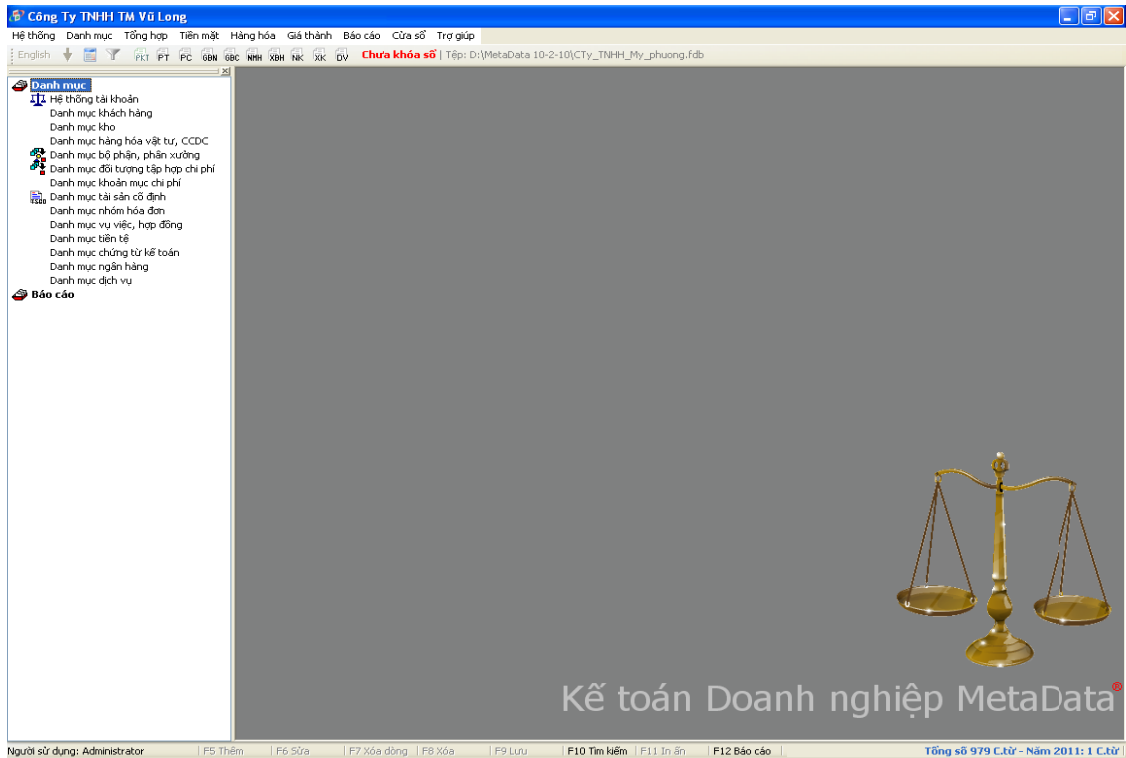 Công Ty TNHH TM Vũ Long
Hệ thống Danh mục Tổng hợp Tiền mặt Hàng hóa Giá thành Báo cáo Cửa sổ Trợ giúp
English PKT PT PC GBN GBC NMH XBH NK XK DV Chưa khóa sổ | Tệp: D:\MetaData 10-2-10\CTy_TNHH_My_phuong.fdb
Danh mục
Hệ thống tài khoản
Danh mục khách hàng
Danh mục kho
Danh mục hàng hóa vật tư, CCDC
Danh mục bộ phận, phân xưởng
Danh mục đối tượng tập hợp chi phí
Danh mục khoản mục chi phí
Danh mục tài sản cố định
Danh mục nhóm hóa đơn
Danh mục vụ việc, hợp đồng
Danh mục tiền tệ
Danh mục chứng từ kế toán
Danh mục ngân hàng
Danh mục dịch vụ
Báo cáo
Kế toán Doanh nghiệp MetaData®
Người sử dụng: Administrator | F5 Thêm | F6 Sửa | F7 Xóa dòng | F8 Xóa | F9 Lưu | F10 Tìm kiếm | F11 In ấn | F12 Báo cáo | Tổng số 979 C.từ - Năm 2011: 1 C.từ